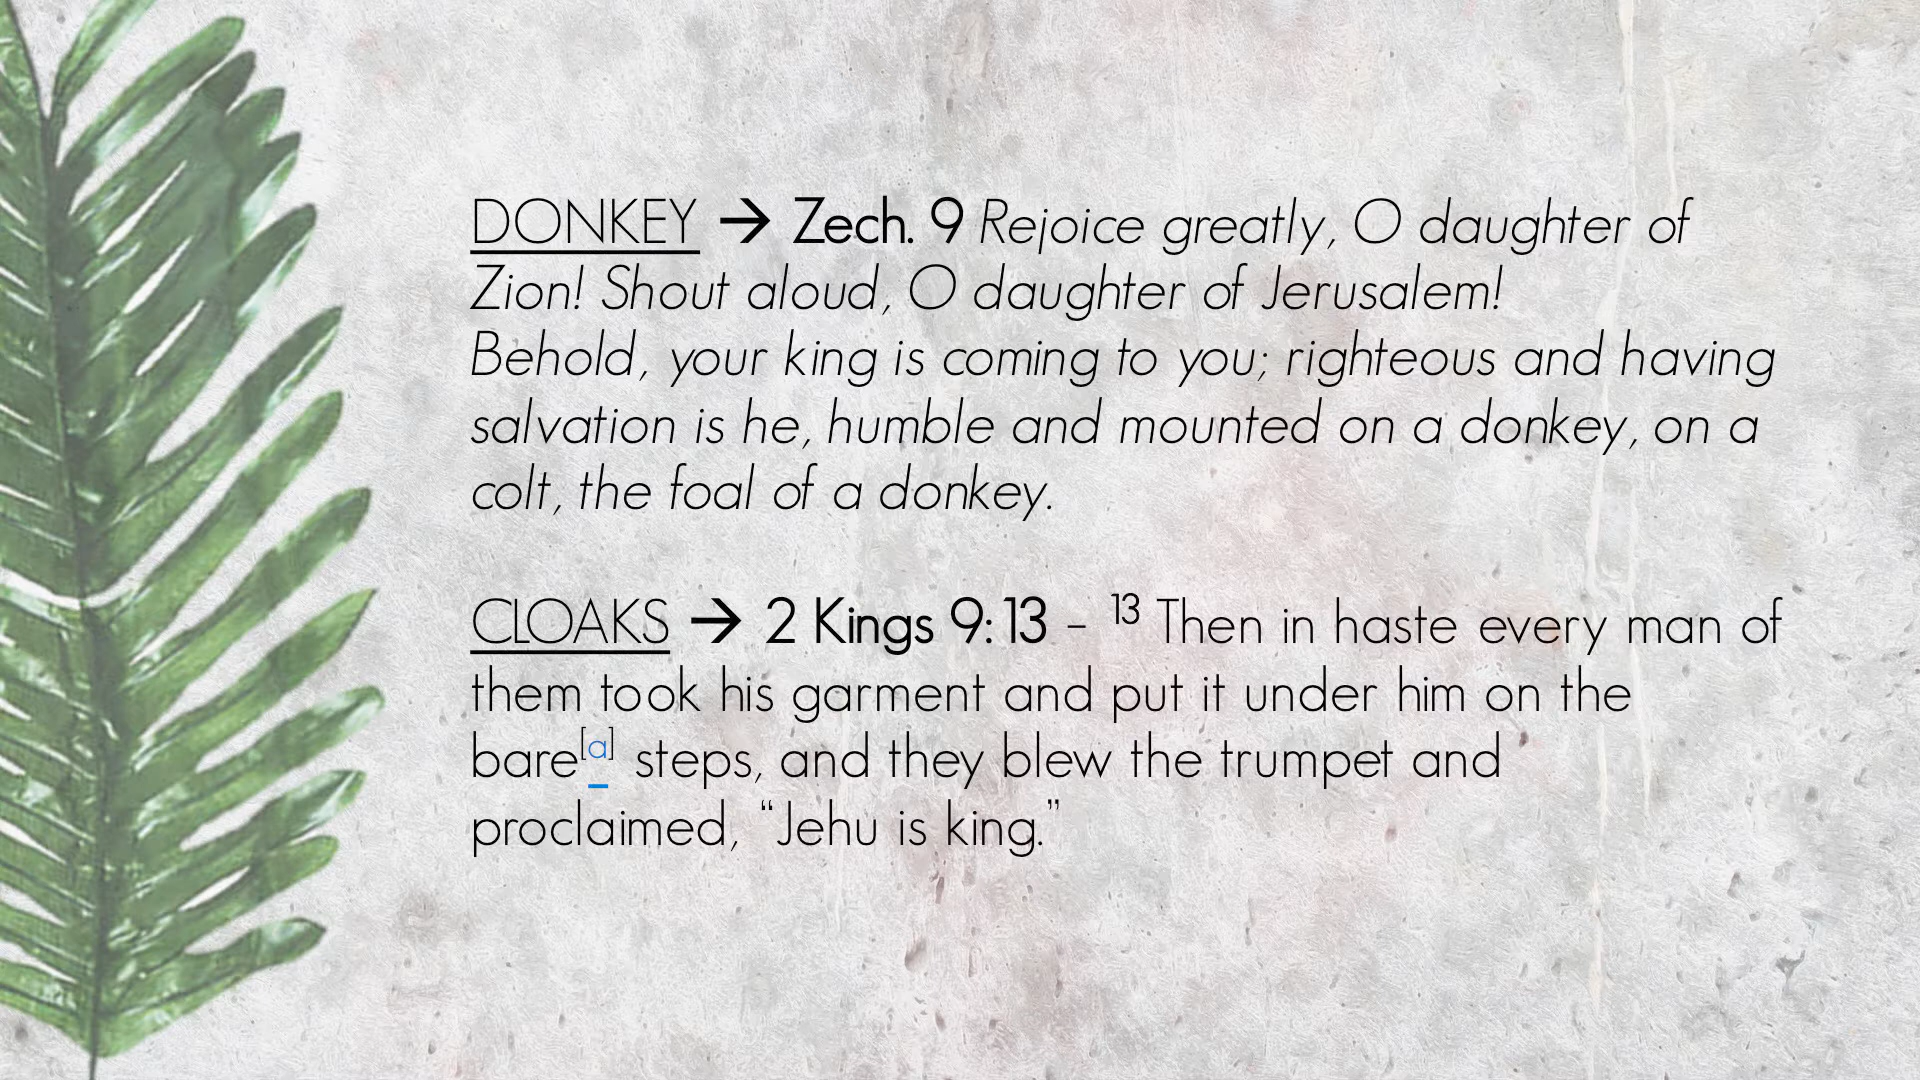 DONKEY → Zech. 9 Rejoice greatly, O daughter of
Zion! Shout aloud, O daughter of Jerusalem!
Behold, your king is coming to you; righteous and having
salvation is he, humble and mounted on a donkey, on a
colt, the foal of a donkey.
CLOAKS → 2 Kings 9:13 – 13 Then in haste every man of
them took his garment and put it under him on the
bare[a] steps, and they blew the trumpet and
proclaimed, “Jehu is king.”